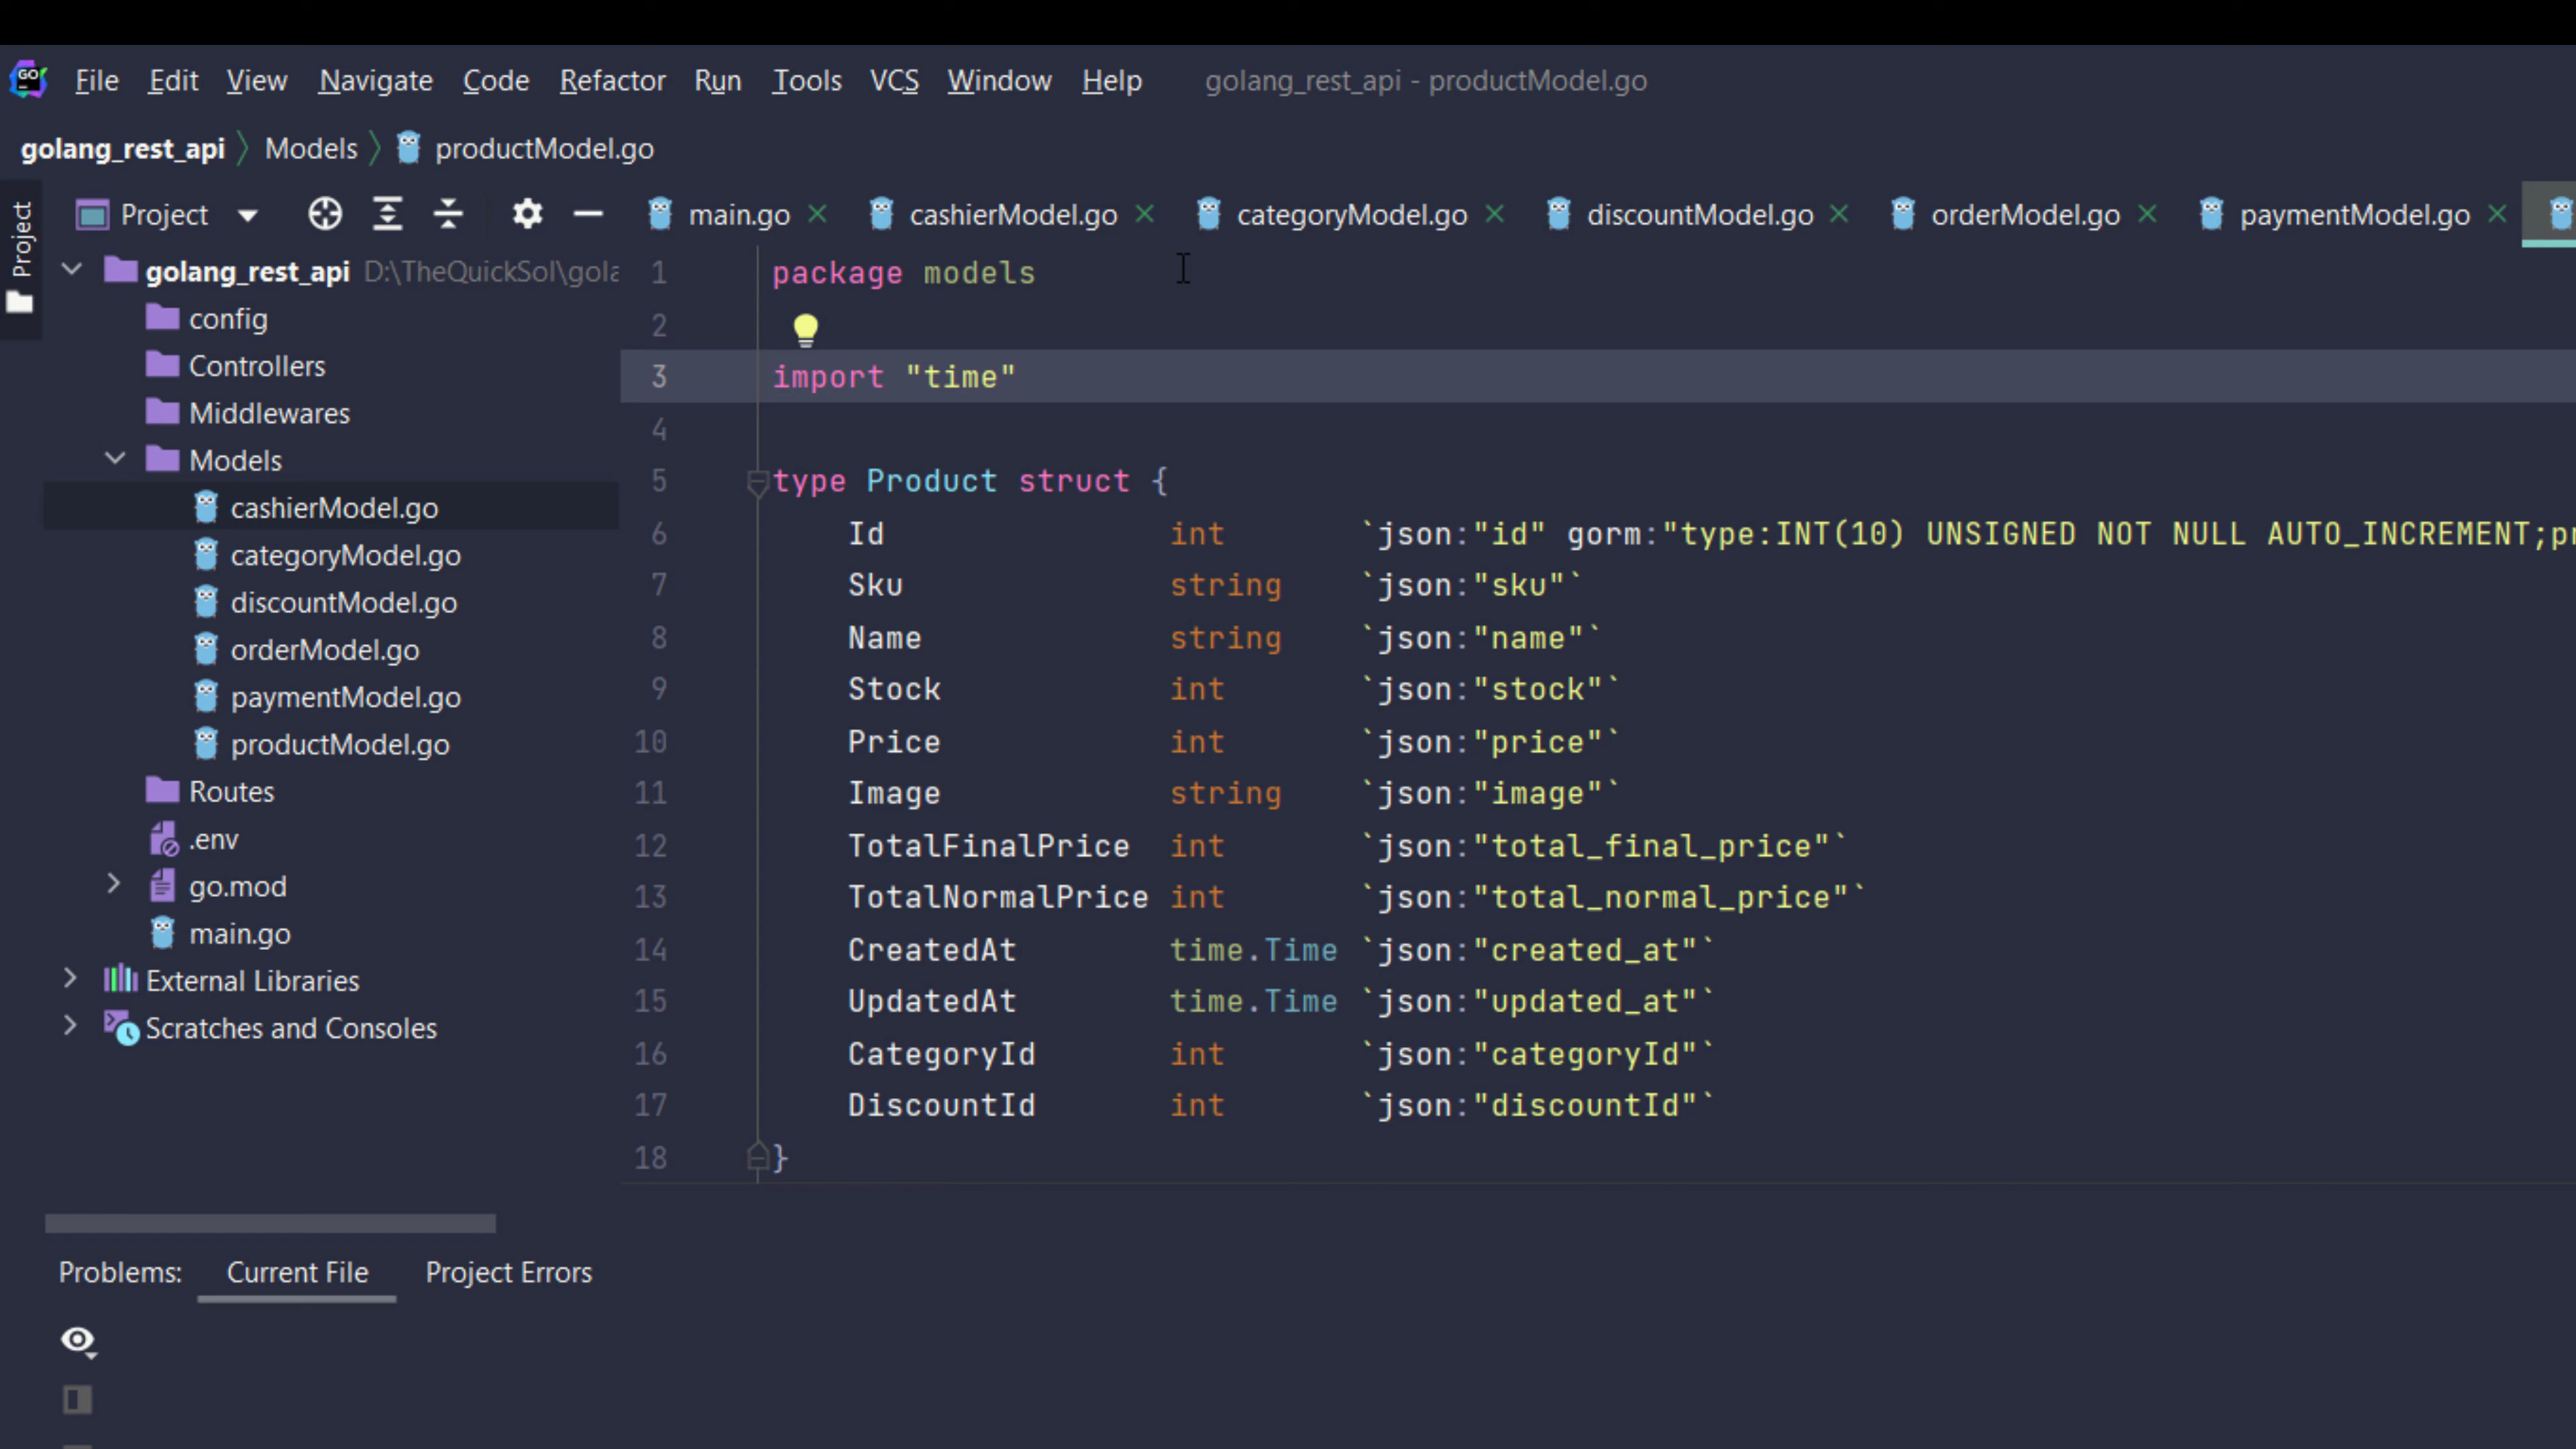 GO File Edit View Navigate Code Refactor Run Tools VCS Window Help golang_rest_api - productModel.go
golang_rest_api Models productModel.go
Project
Project
main.go cashierModel.go categoryModel.go discountModel.go orderModel.go paymentModel.go
golang_rest_api D:\TheQuickSol\gola
config
Controllers
Middlewares
Models
cashierModel.go
categoryModel.go
discountModel.go
orderModel.go
paymentModel.go
productModel.go
Routes
.env
go.mod
main.go
External Libraries
Scratches and Consoles
1 package models
2
3 import "time"
4
5 type Product struct {
6 Id int `json:"id" gorm:"type:INT(10) UNSIGNED NOT NULL AUTO_INCREMENT;pr
7 Sku string `json:"sku"`
8 Name string `json:"name"`
9 Stock int `json:"stock"`
10 Price int `json:"price"`
11 Image string `json:"image"`
12 TotalFinalPrice int `json:"total_final_price"`
13 TotalNormalPrice int `json:"total_normal_price"`
14 CreatedAt time.Time `json:"created_at"`
15 UpdatedAt time.Time `json:"updated_at"`
16 CategoryId int `json:"categoryId"`
17 DiscountId int `json:"discountId"`
18 }
Problems: Current File Project Errors